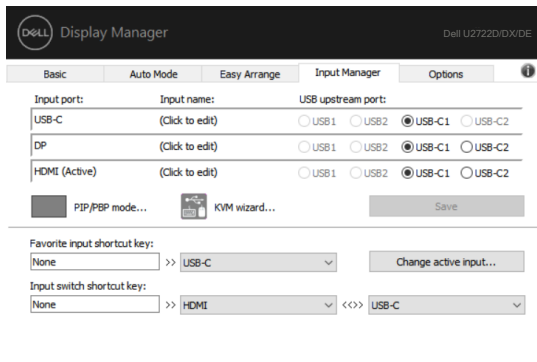 DELL Display Manager Dell U2722D/DX/DE
Basic Auto Mode Easy Arrange Input Manager Options i
Input port: Input name: USB upstream port:
USB-C (Click to edit) USB1 USB2 USB-C1 USB-C2
DP (Click to edit) USB1 USB2 USB-C1 USB-C2
HDMI (Active) (Click to edit) USB1 USB2 USB-C1 USB-C2
PIP/PBP mode... KVM wizard... Save
Favorite input shortcut key:
None >> USB-C Change active input...
Input switch shortcut key:
None >> HDMI <<>> USB-C